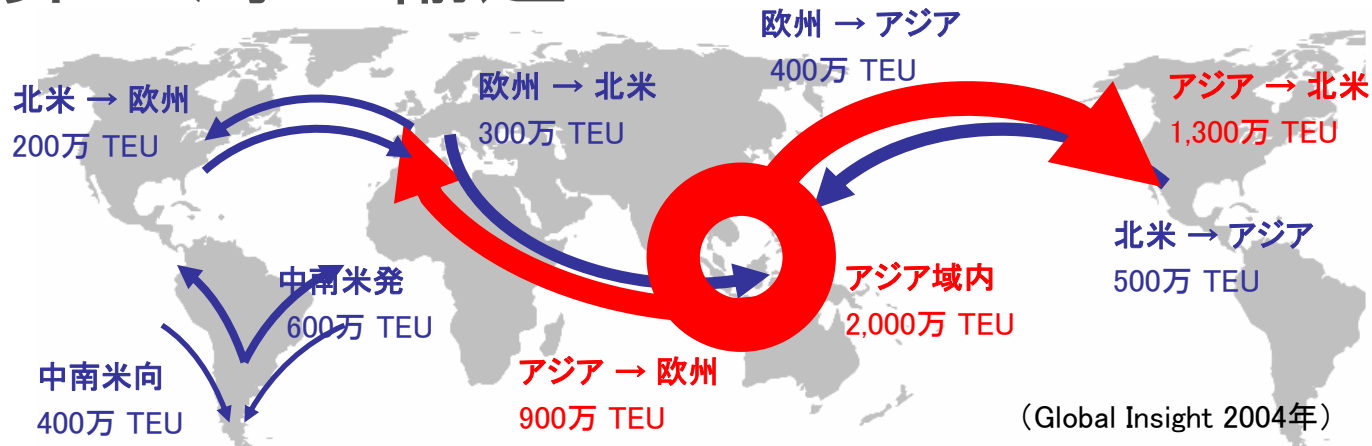 欧州 → アジア
400万 TEU
北米 → 欧州
200万 TEU
欧州 → 北米
300万 TEU
アジア → 北米
1,300万 TEU
北米 → アジア
500万 TEU
中南米発
600万 TEU
アジア域内
2,000万 TEU
中南米向
400万 TEU
アジア → 欧州
900万 TEU
(Global Insight 2004年)